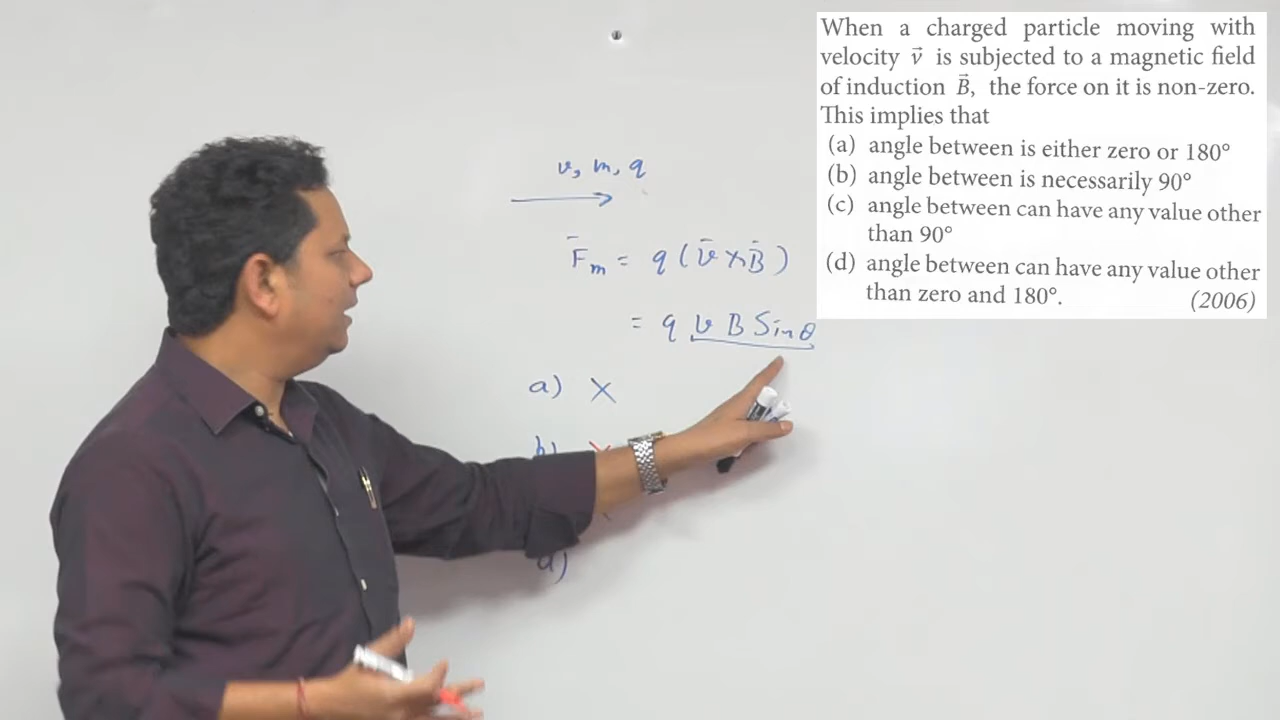 When a charged particle moving with
velocity v⃗ is subjected to a magnetic field
of induction B⃗, the force on it is non-zero.
This implies that
(a) angle between is either zero or 180°
(b) angle between is necessarily 90°
(c) angle between can have any value other
than 90°
(d) angle between can have any value other
than zero and 180°. (2006)
v, m, q
F̄m = q (v̄ × B̄)
= q v B Sinθ
a) ×
b) ×
d)